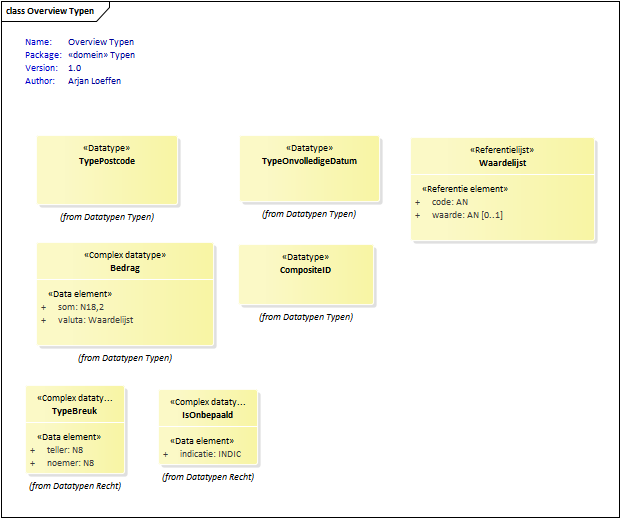 class Overview Typen
Name: Overview Typen
Package: «domein» Typen
Version: 1.0
Author: Arjan Loeffen
«Datatype»
TypePostcode
(from Datatypen Typen)
«Datatype»
TypeOnvolledigeDatum
(from Datatypen Typen)
«Referentielijst»
Waardelijst
«Referentie element»
+ code: AN
+ waarde: AN [0..1]
«Complex datatype»
Bedrag
«Data element»
+ som: N18,2
+ valuta: Waardelijst
(from Datatypen Typen)
«Datatype»
CompositeID
(from Datatypen Typen)
«Complex dataty...
TypeBreuk
«Data element»
+ teller: N8
+ noemer: N8
(from Datatypen Recht)
«Complex dataty...
IsOnbepaald
«Data element»
+ indicatie: INDIC
(from Datatypen Recht)